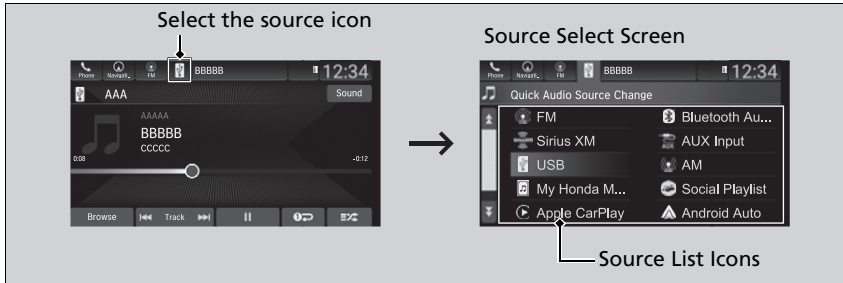 Select the source icon
Phone Navigati.. FM BBBBB 12:34
AAA Sound
AAAAA
BBBBB
CCCCC
0:08 -0:12
Browse Track
Source Select Screen
Phone Navigati.. FM BBBBB 12:34
Quick Audio Source Change
FM Bluetooth Au...
Sirius XM AUX Input
USB AM
My Honda M... Social Playlist
Apple CarPlay Android Auto
Source List Icons